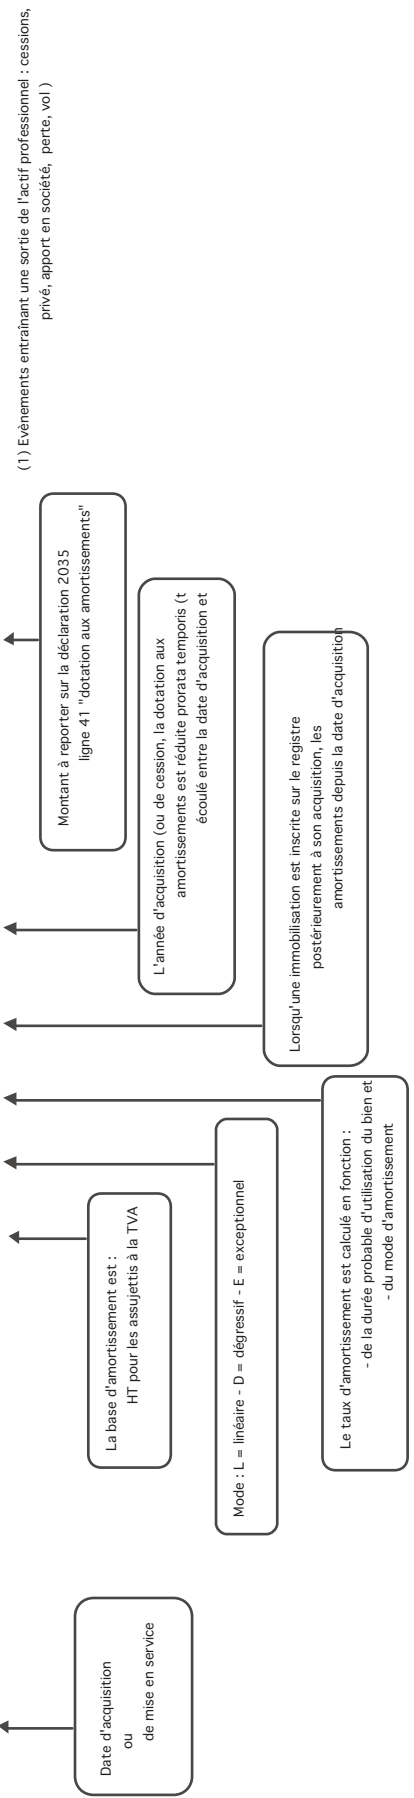 Date d'acquisition
ou
de mise en service
La base d'amortissement est :
HT pour les assujettis à la TVA
Mode : L = linéaire - D = dégressif - E = exceptionnel
Le taux d'amortissement est calculé en fonction :
- de la durée probable d'utilisation du bien et
- du mode d'amortissement
Lorsqu'une immobilisation est inscrite sur le registre
postérieurement à son acquisition, les
amortissements depuis la date d'acquisition
L'année d'acquisition (ou de cession, la dotation aux
amortissements est réduite prorata temporis (t
écoulé entre la date d'acquisition et
Montant à reporter sur la déclaration 2035
ligne 41 "dotation aux amortissements"
(1) Evènements entraînant une sortie de l'actif professionnel : cessions,
privé, apport en société, perte, vol )